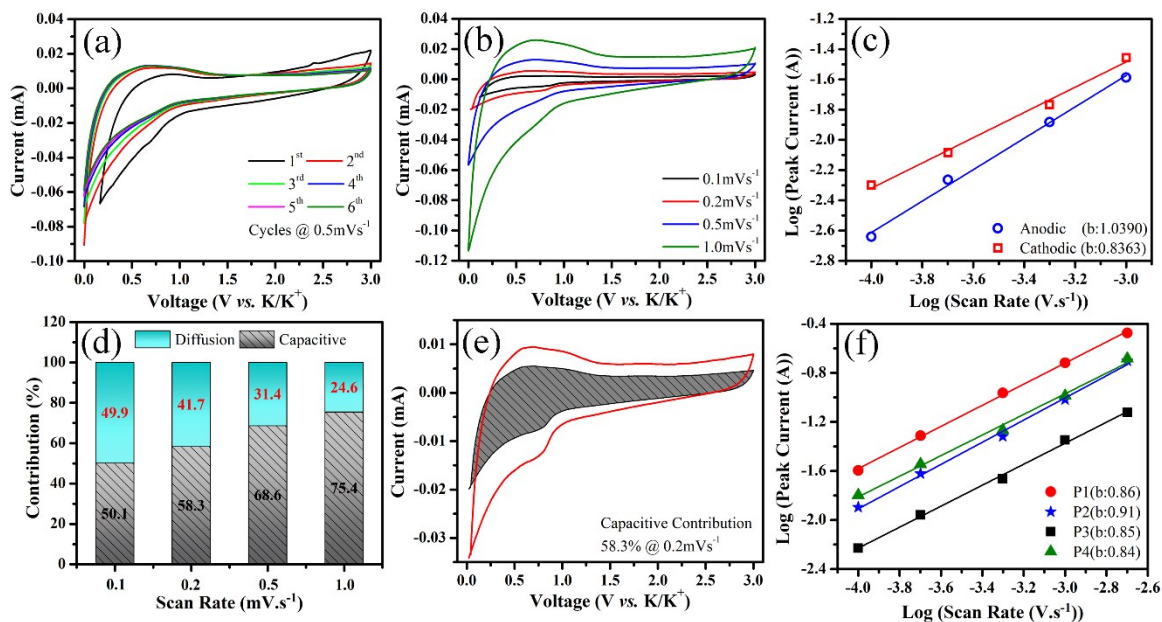 (a)
Current (mA)
0.04
0.02
0.00
-0.02
-0.04
-0.06
-0.08
-0.10
1st 2nd
3rd 4th
5th 6th
Cycles @ 0.5mVs-1
0.0 0.5 1.0 1.5 2.0 2.5 3.0
Voltage (V vs. K/K+)
(b)
Current (mA)
0.04
0.02
0.00
-0.02
-0.04
-0.06
-0.08
-0.10
-0.12
0.1mVs-1
0.2mVs-1
0.5mVs-1
1.0mVs-1
0.0 0.5 1.0 1.5 2.0 2.5 3.0
Voltage (V vs. K/K+)
(c)
Log (Peak Current (A))
-1.2
-1.4
-1.6
-1.8
-2.0
-2.2
-2.4
-2.6
-2.8
Anodic (b:1.0390)
Cathodic (b:0.8363)
-4.0 -3.8 -3.6 -3.4 -3.2 -3.0
Log (Scan Rate (V.s-1))
(d)
Contribution (%)
120
100
80
60
40
20
0
Diffusion Capacitive
49.9 41.7 31.4 24.6
50.1 58.3 68.6 75.4
0.1 0.2 0.5 1.0
Scan Rate (mV.s-1)
(e)
Current (mA)
0.01
0.00
-0.01
-0.02
-0.03
Capacitive Contribution
58.3% @ 0.2mVs-1
0.0 0.5 1.0 1.5 2.0 2.5 3.0
Voltage (V vs. K/K+)
(f)
Log (Peak Current (A))
-0.4
-0.8
-1.2
-1.6
-2.0
-2.4
P1(b:0.86)
P2(b:0.91)
P3(b:0.85)
P4(b:0.84)
-4.0 -3.8 -3.6 -3.4 -3.2 -3.0 -2.8 -2.6
Log (Scan Rate (V.s-1))